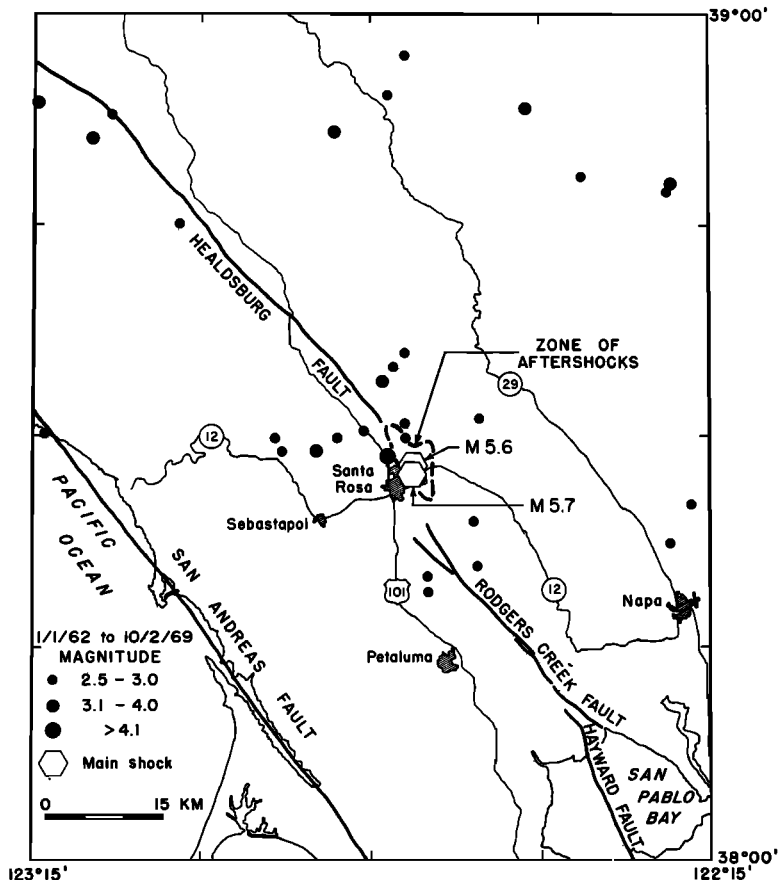 39°00'
HEALDSBURG
FAULT
ZONE OF
AFTERSHOCKS
29
12
M 5.6
Santa
Rosa
M 5.7
Sebastapol
PACIFIC
OCEAN
SAN ANDREAS
FAULT
101
12
RODGERS CREEK FAULT
Napa
Petaluma
HAYWARD FAULT
SAN
PABLO
BAY
1/1/62 to 10/2/69
MAGNITUDE
2.5 – 3.0
3.1 – 4.0
>4.1
Main shock
0 15 KM
38°00'
123°15'
122°15'